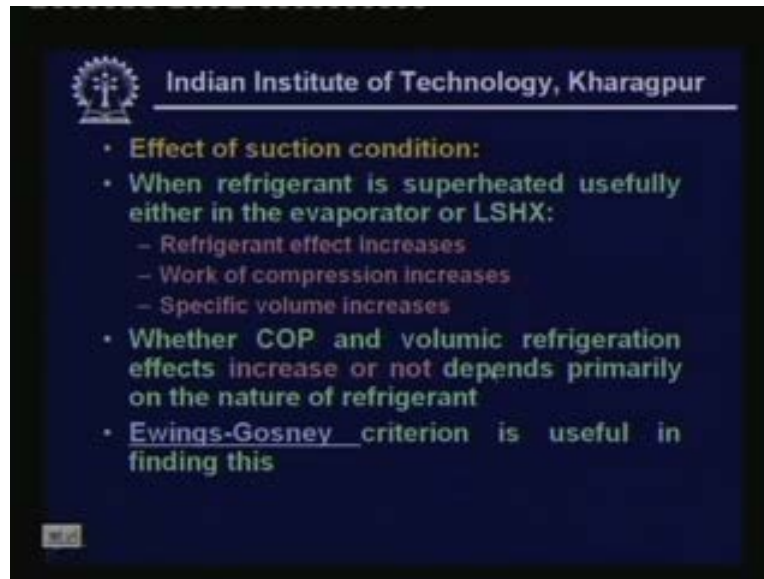 Indian Institute of Technology, Kharagpur
• Effect of suction condition:
• When refrigerant is superheated usefully
either in the evaporator or LSHX:
– Refrigerant effect increases
– Work of compression increases
– Specific volume increases
• Whether COP and volumic refrigeration
effects increase or not depends primarily
on the nature of refrigerant
• Ewings-Gosney criterion is useful in
finding this